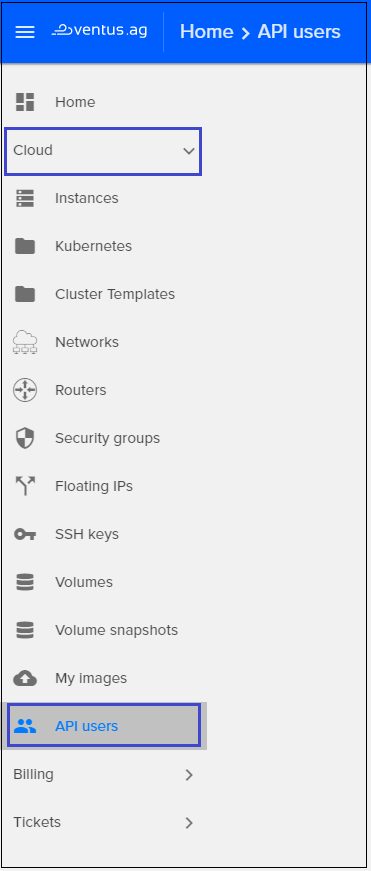 ventus.ag Home > API users
Home
Cloud
Instances
Kubernetes
Cluster Templates
Networks
Routers
Security groups
Floating IPs
SSH keys
Volumes
Volume snapshots
My images
API users
Billing
Tickets